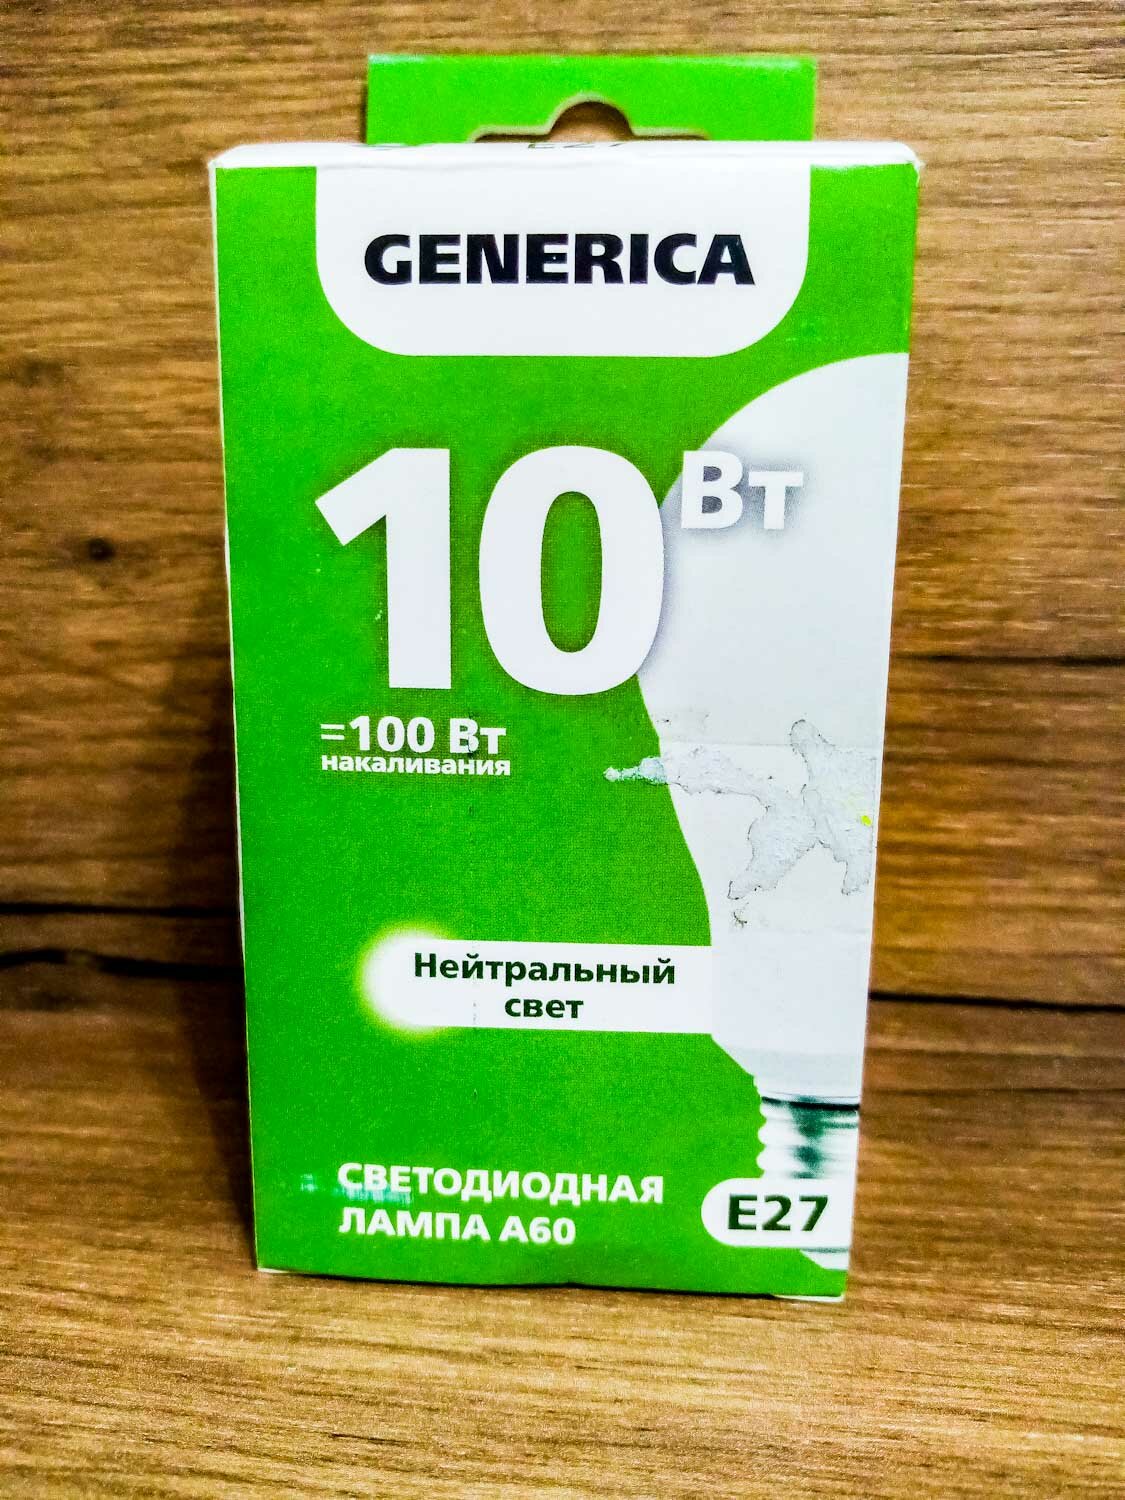 E27
GENERICA
10 Вт
=100 Вт
накаливания
Нейтральный
свет
СВЕТОДИОДНАЯ
ЛАМПА А60
E27